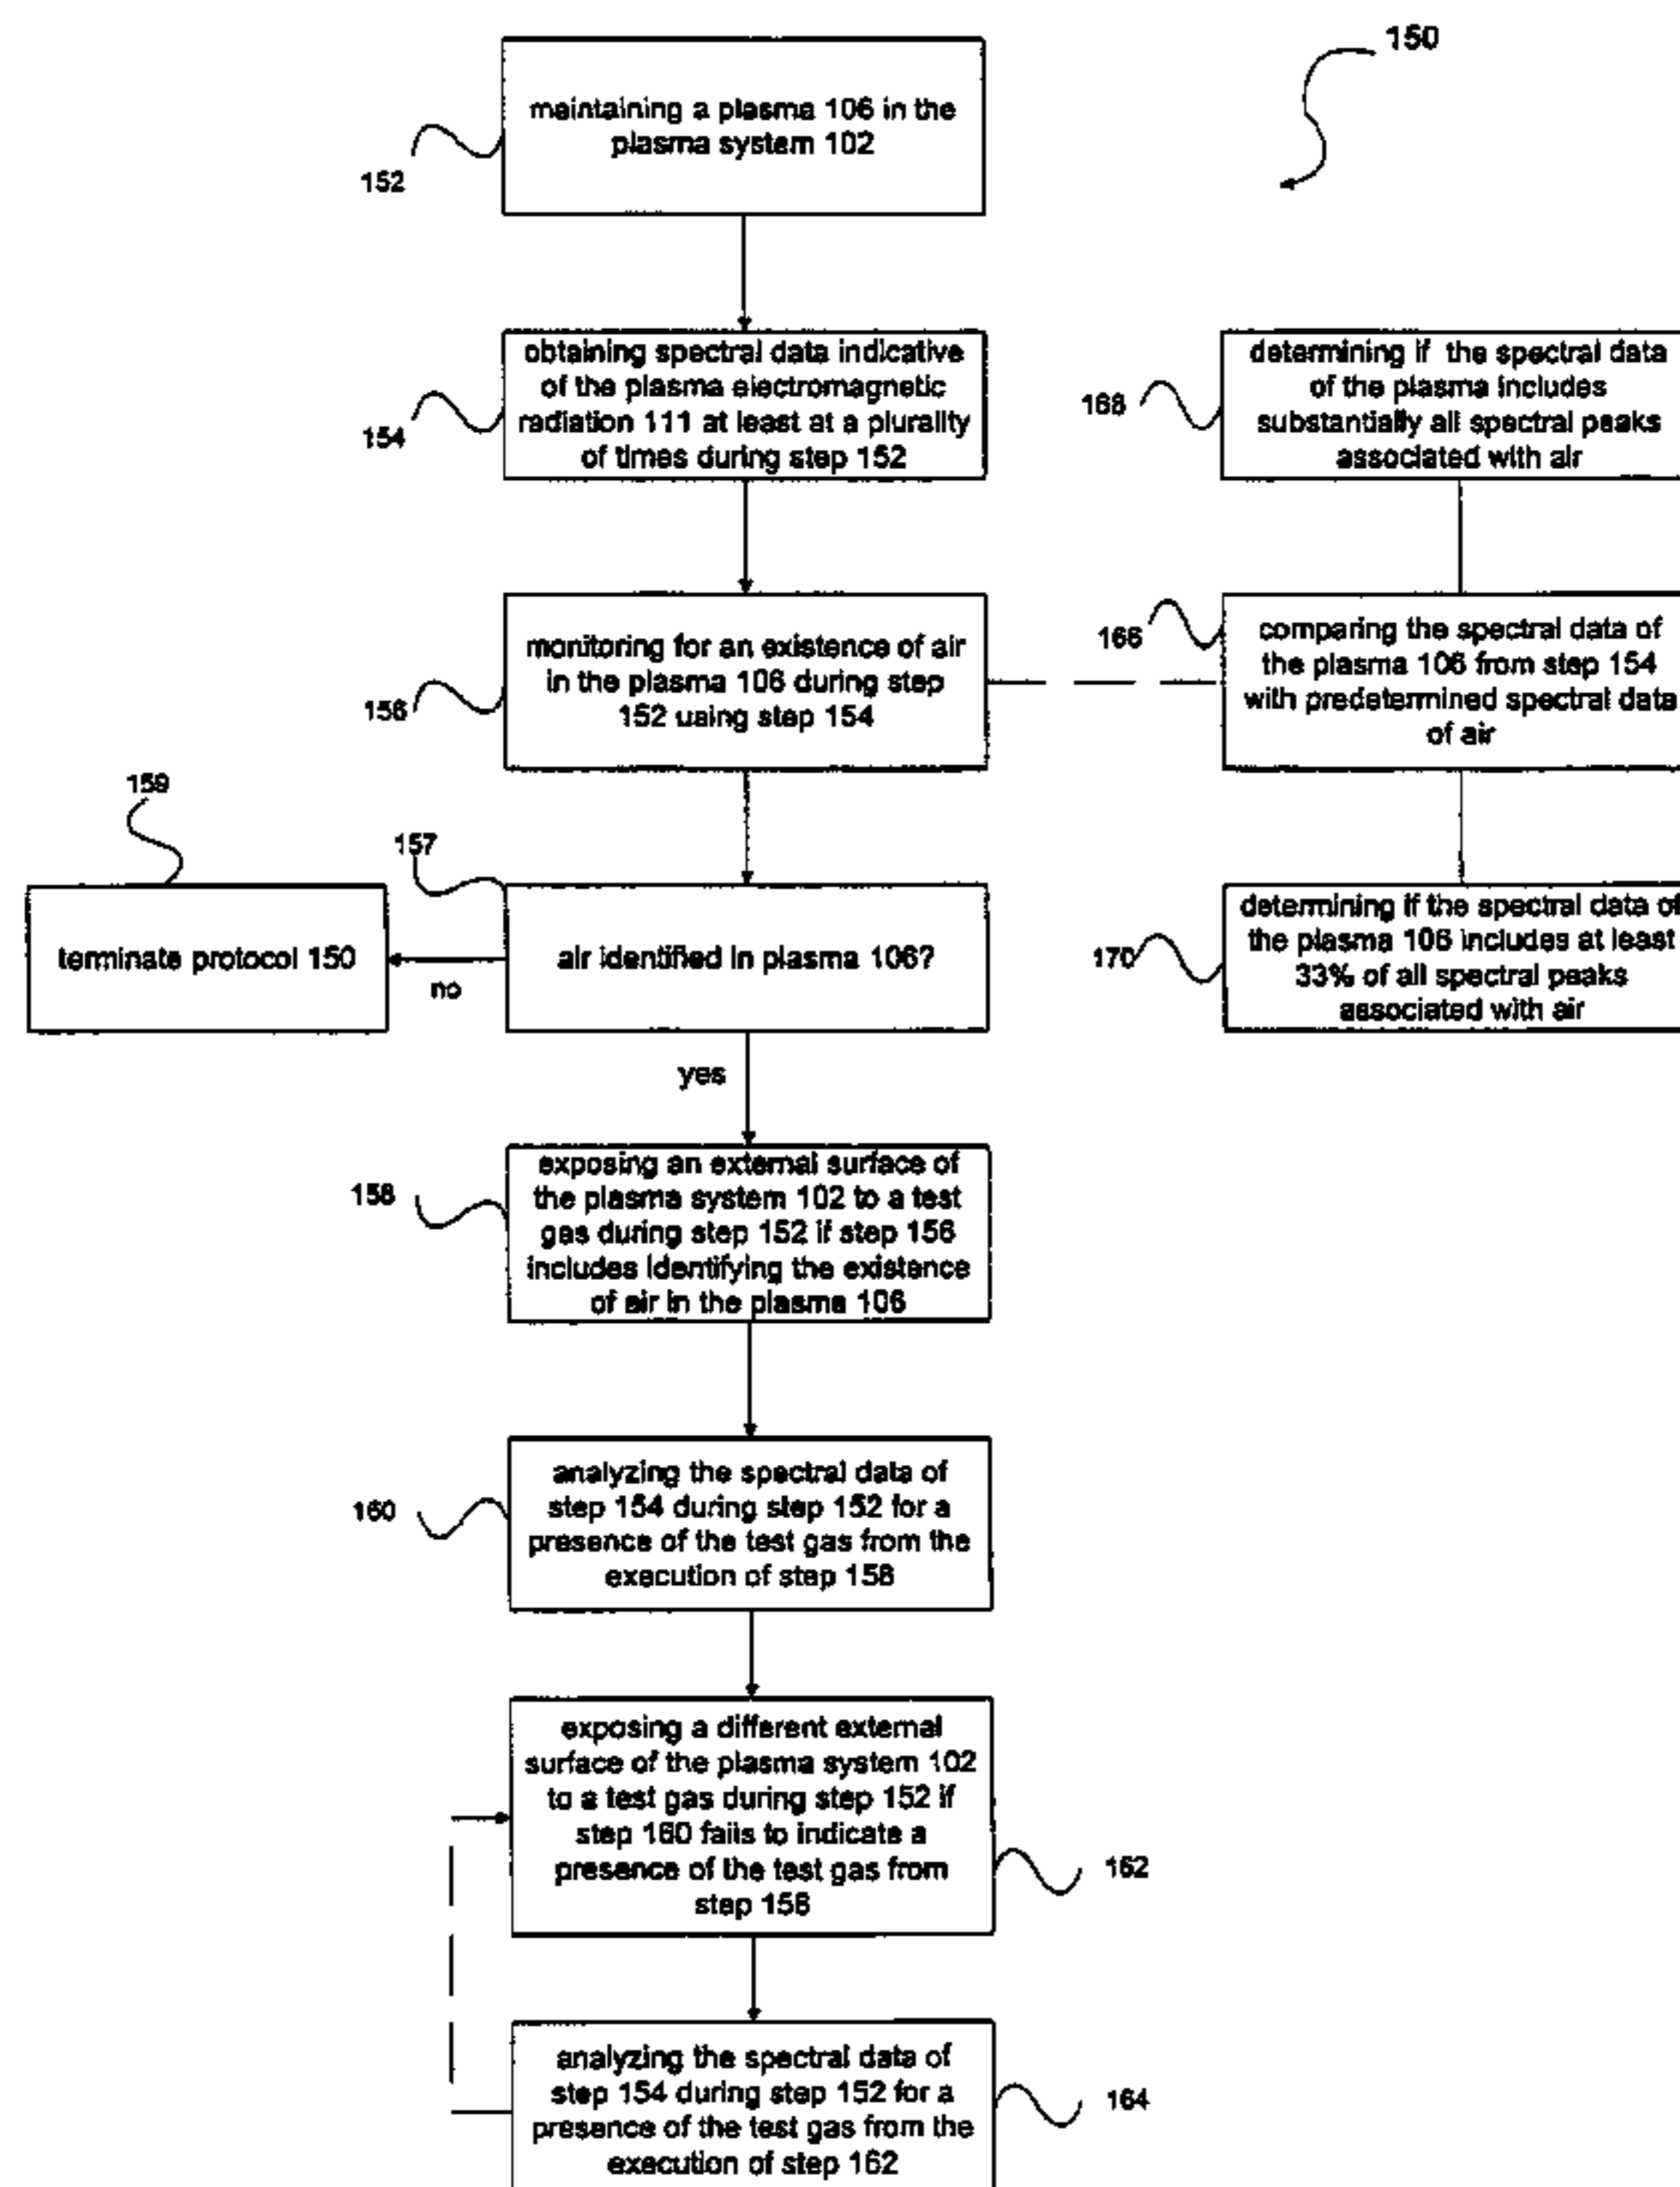 150
maintaining a plasma 106 in the
plasma system 102
152
obtaining spectral data indicative
of the plasma electromagnetic
radiation 111 at least at a plurality
of times during step 152
154
determining if the spectral data
of the plasma includes
substantially all spectral peaks
associated with air
168
monitoring for an existence of air
in the plasma 106 during step
152 using step 154
156
comparing the spectral data of
the plasma 106 from step 154
with predetermined spectral data
of air
166
159
terminate protocol 150
no
157
air identified in plasma 106?
determining if the spectral data of
the plasma 106 includes at least
33% of all spectral peaks
associated with air
170
yes
exposing an external surface of
the plasma system 102 to a test
gas during step 152 if step 156
includes identifying the existence
of air in the plasma 106
158
analyzing the spectral data of
step 154 during step 152 for a
presence of the test gas from the
execution of step 158
160
exposing a different external
surface of the plasma system 102
to a test gas during step 152 if
step 160 fails to indicate a
presence of the test gas from
step 158
162
analyzing the spectral data of
step 154 during step 152 for a
presence of the test gas from the
execution of step 162
164